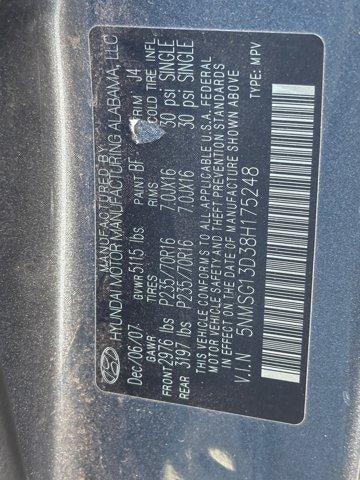 MANUFACTURED BY
HYUNDAI MOTOR MANUFACTURING ALABAMA, LLC
Dec/06/07 GVWR 5115 lbs PAINT BF TRIM J4
GAWR TIRES RIMS COLD TIRE INFL
FRONT 2976 lbs P235/70R16 7.0JX16 30 psi SINGLE
REAR 3197 lbs P235/70R16 7.0JX16 30 psi SINGLE
THIS VEHICLE CONFORMS TO ALL APPLICABLE U.S.A. FEDERAL
MOTOR VEHICLE SAFETY AND THEFT PREVENTION STANDARDS
IN EFFECT ON THE DATE OF MANUFACTURE SHOWN ABOVE.
V.I.N 5NMSG13D38H175248 TYPE: MPV